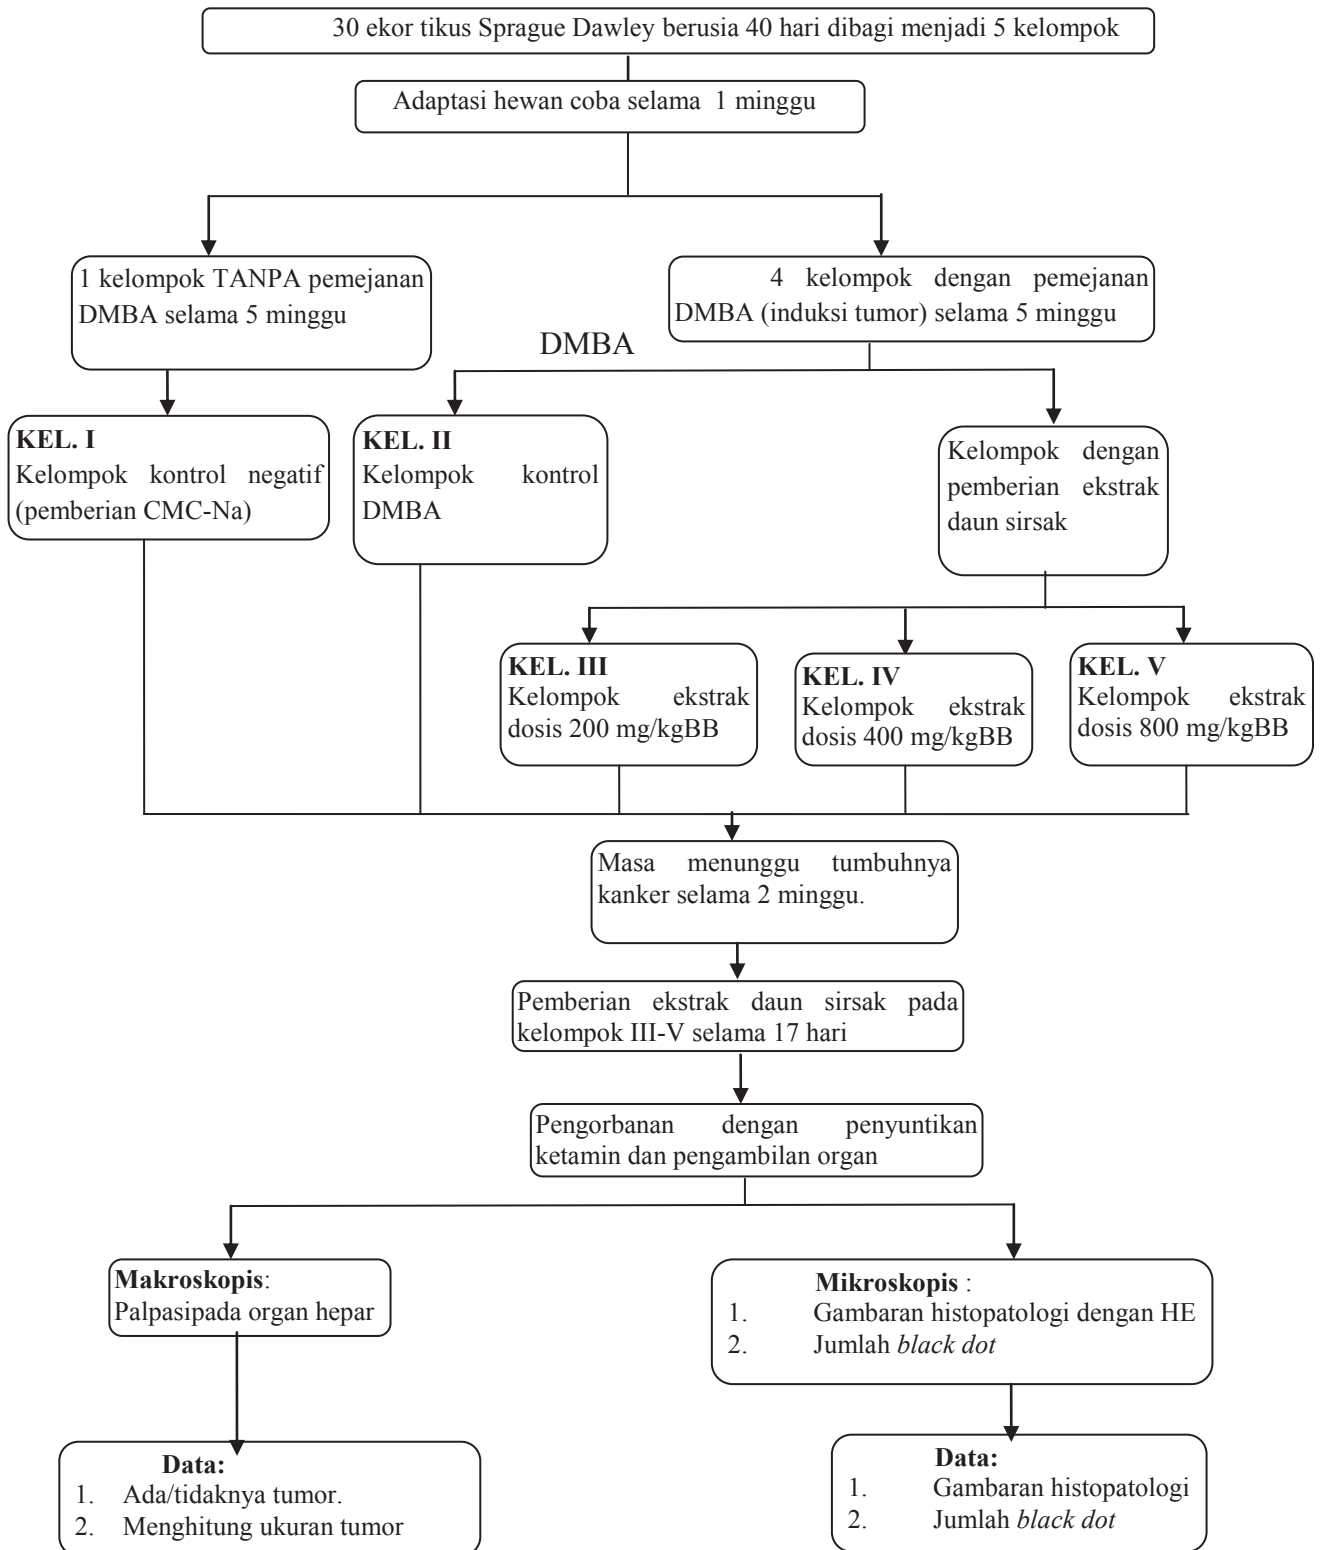 30 ekor tikus Sprague Dawley berusia 40 hari dibagi menjadi 5 kelompok
Adaptasi hewan coba selama 1 minggu
1 kelompok TANPA pemejanan
DMBA selama 5 minggu
4 kelompok dengan pemejanan
DMBA (induksi tumor) selama 5 minggu
DMBA
KEL. I
Kelompok kontrol negatif
(pemberian CMC-Na)
KEL. II
Kelompok kontrol
DMBA
Kelompok dengan
pemberian ekstrak
daun sirsak
KEL. III
Kelompok ekstrak
dosis 200 mg/kgBB
KEL. IV
Kelompok ekstrak
dosis 400 mg/kgBB
KEL. V
Kelompok ekstrak
dosis 800 mg/kgBB
Masa menunggu tumbuhnya
kanker selama 2 minggu.
Pemberian ekstrak daun sirsak pada
kelompok III-V selama 17 hari
Pengorbanan dengan penyuntikan
ketamin dan pengambilan organ
Makroskopis:
Palpasipada organ hepar
Mikroskopis :
1. Gambaran histopatologi dengan HE
2. Jumlah black dot
Data:
1. Ada/tidaknya tumor.
2. Menghitung ukuran tumor
Data:
1. Gambaran histopatologi
2. Jumlah black dot